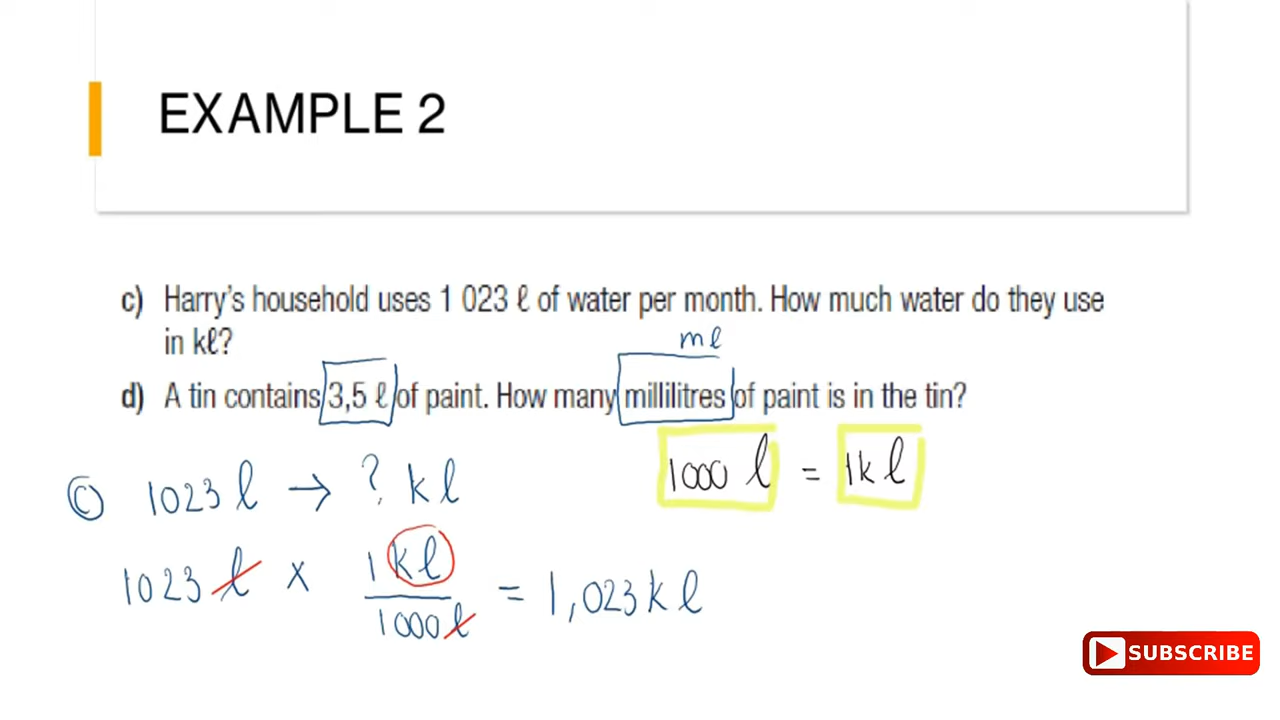 EXAMPLE 2
c) Harry's household uses 1 023 ℓ of water per month. How much water do they use
in kℓ?
ml
d) A tin contains 3,5 ℓ of paint. How many millilitres of paint is in the tin?
1000 l = 1kl
C 1023 l → ? kl
1023 l x 1kl / 1000l = 1,023kl
SUBSCRIBE